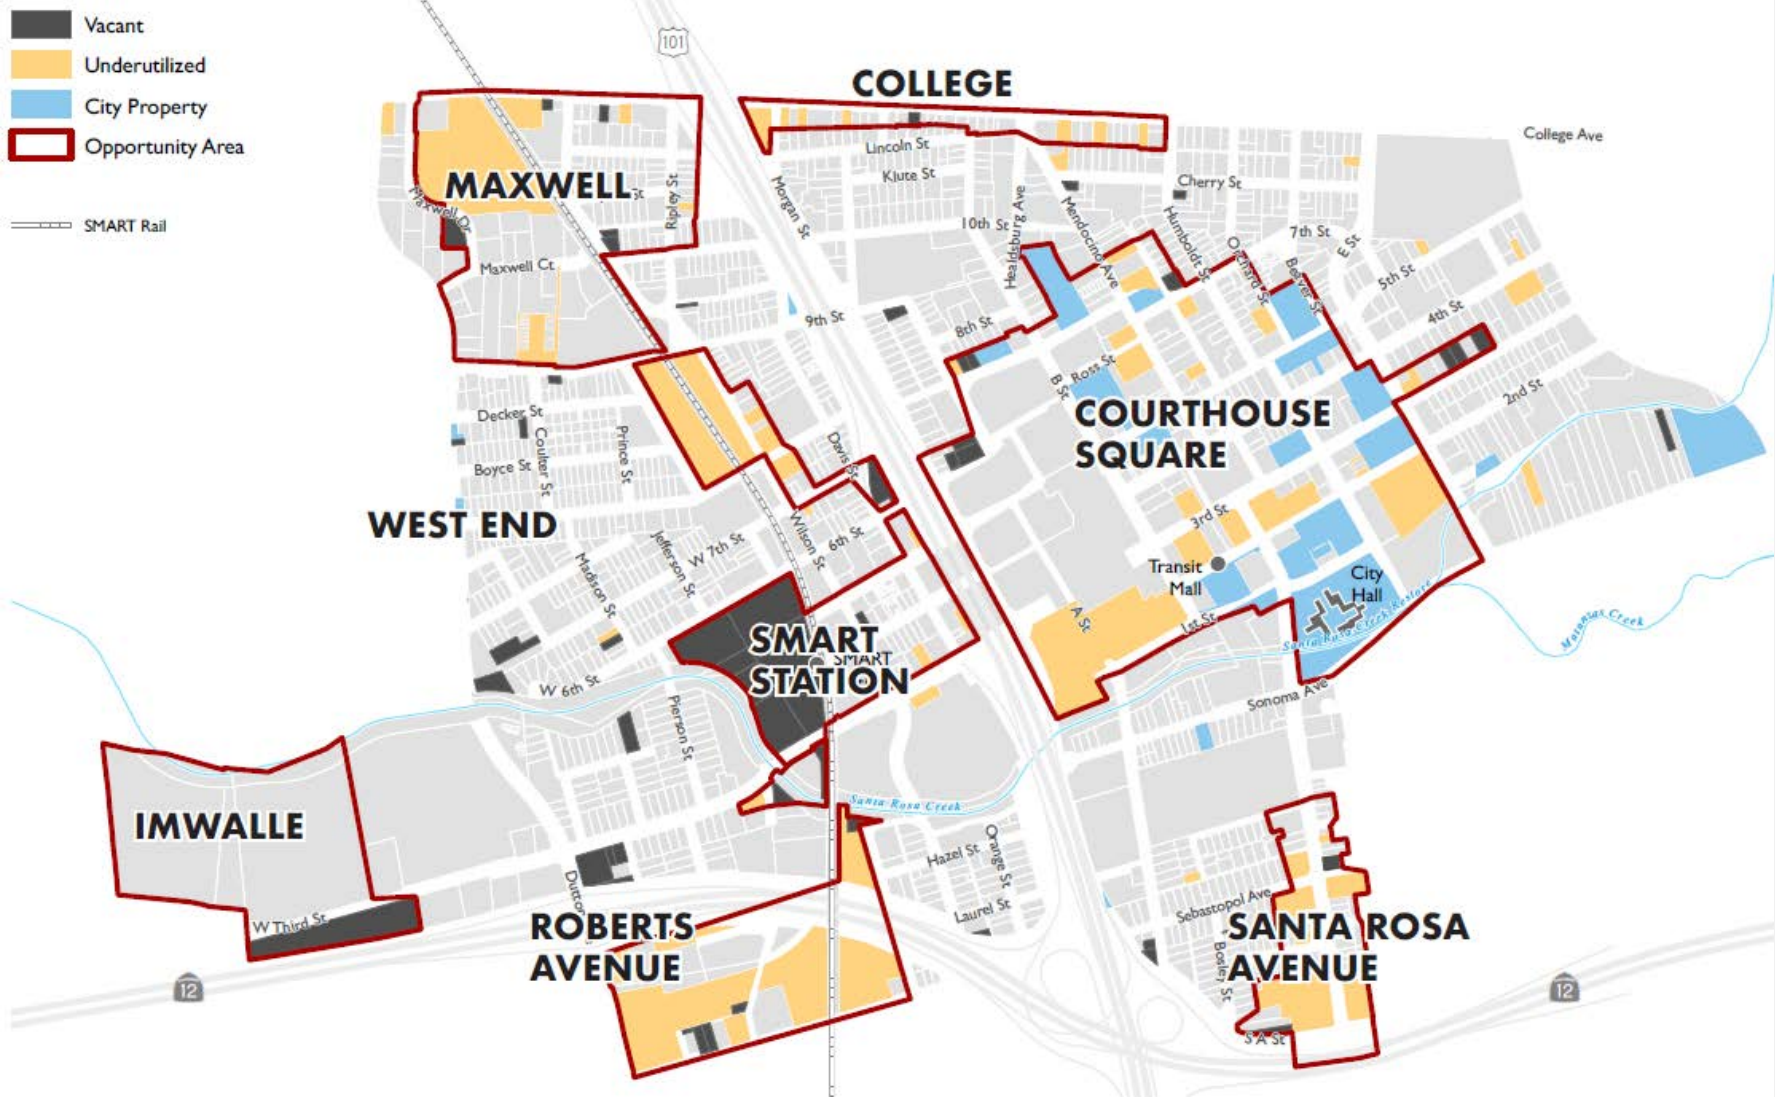 Vacant
Underutilized
City Property
Opportunity Area
SMART Rail
101
COLLEGE
College Ave
Lincoln St
Klute St
MAXWELL
St
Maxwell Dr
Ripley St
Morgan St
Healdsburg Ave
Mendocino Ave
Cherry St
Humboldt St
10th St
7th St
Orchard St
Beaver St
E St
5th St
Maxwell Ct
9th St
8th St
4th St
Ross St
B St
2nd St
COURTHOUSE
SQUARE
Decker St
Coulter St
Prince St
Davis St
Boyce St
WEST END
3rd St
W 7th St
Wilson St
6th St
Jefferson St
Madison St
Transit
Mall
City
Hall
A St
1st St
Santa Rosa Creek Restore
Matanzas Creek
SMART
STATION
SMART
W 6th St
Pierson St
Sonoma Ave
Santa Rosa Creek
IMWALLE
Hazel St
Orange St
Dutton
W Third St
Laurel St
Sebastopol Ave
ROBERTS
AVENUE
SANTA ROSA
AVENUE
Bosley St
12
12
S A St